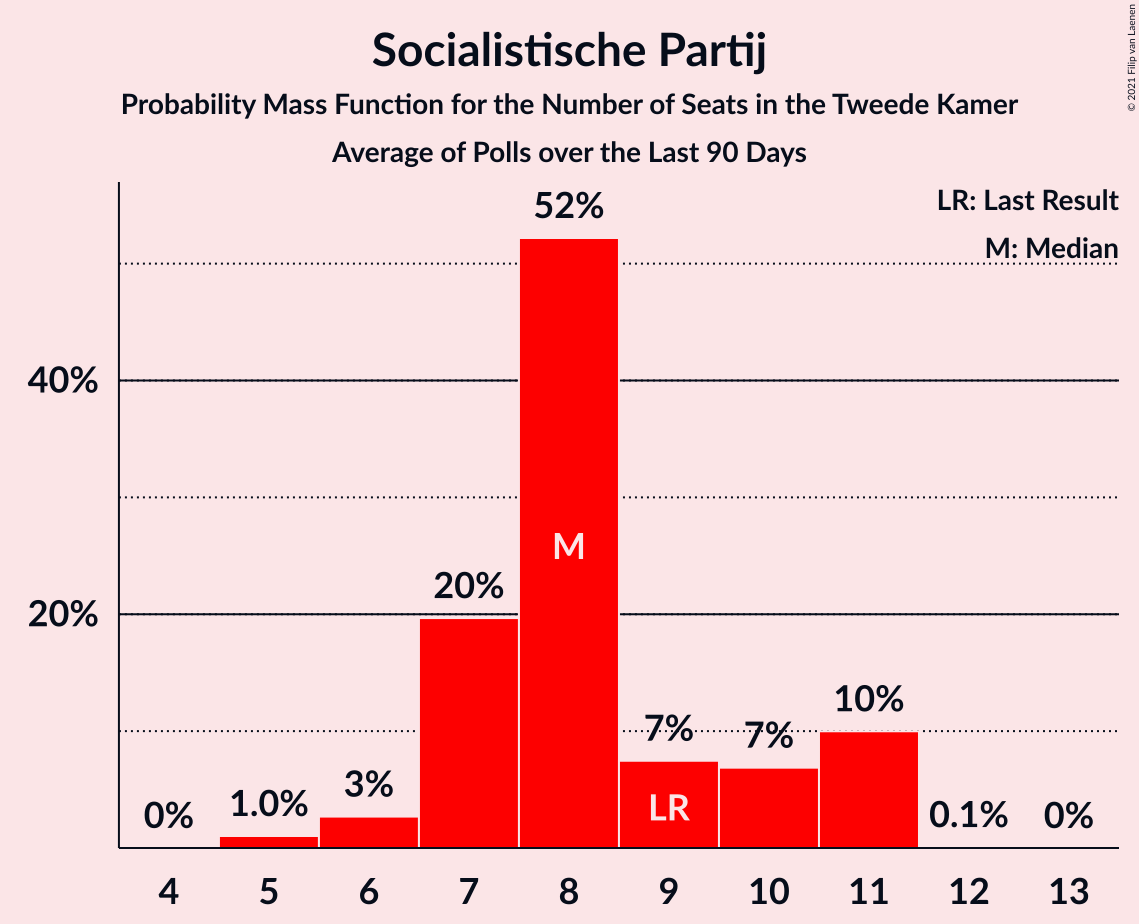 Socialistische Partij
Probability Mass Function for the Number of Seats in the Tweede Kamer
Average of Polls over the Last 90 Days
© 2021 Filip van Laenen
LR: Last Result
M: Median
52%
40%
M
20%
20%
10%
7%
7%
3%
LR
1.0%
0%
0.1%
0%
4 5 6 7 8 9 10 11 12 13